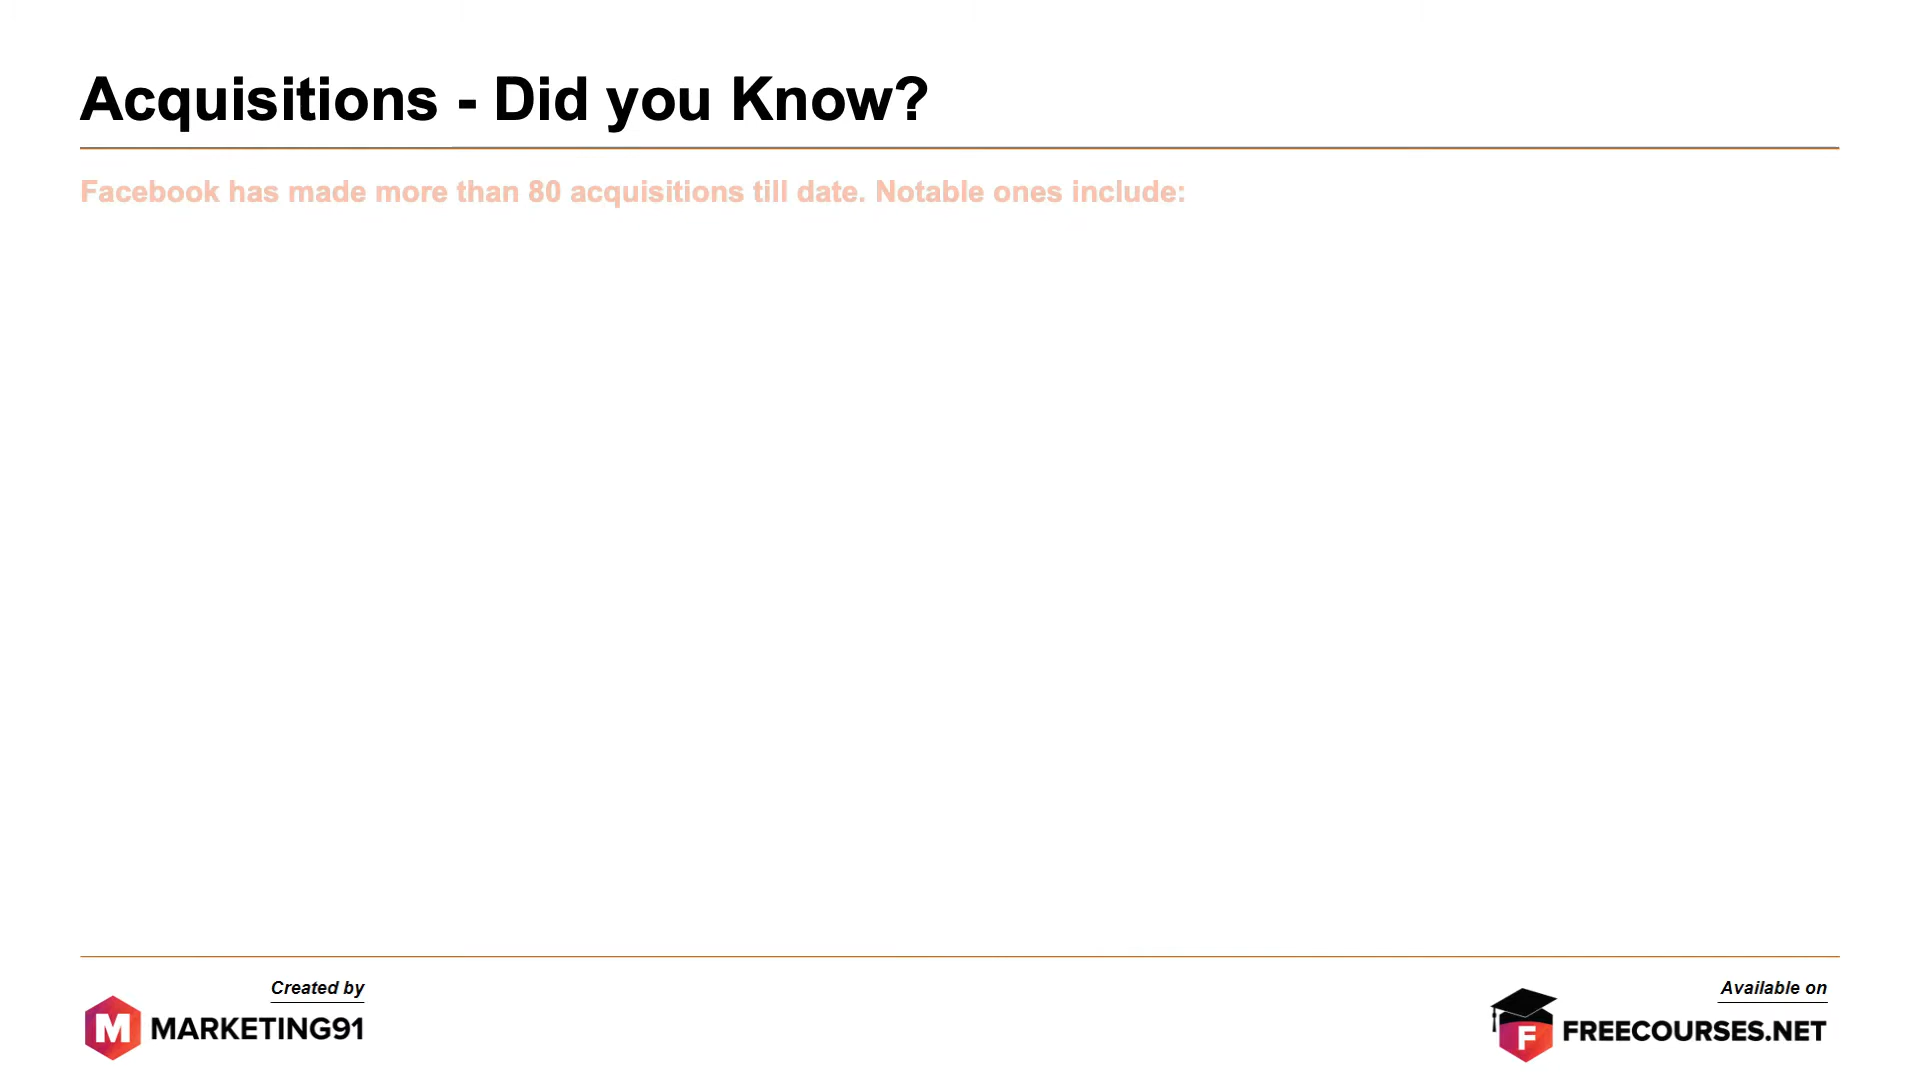 Acquisitions - Did you Know?
Facebook has made more than 80 acquisitions till date. Notable ones include:
Created by
M MARKETING91
Available on
F FREECOURSES.NET